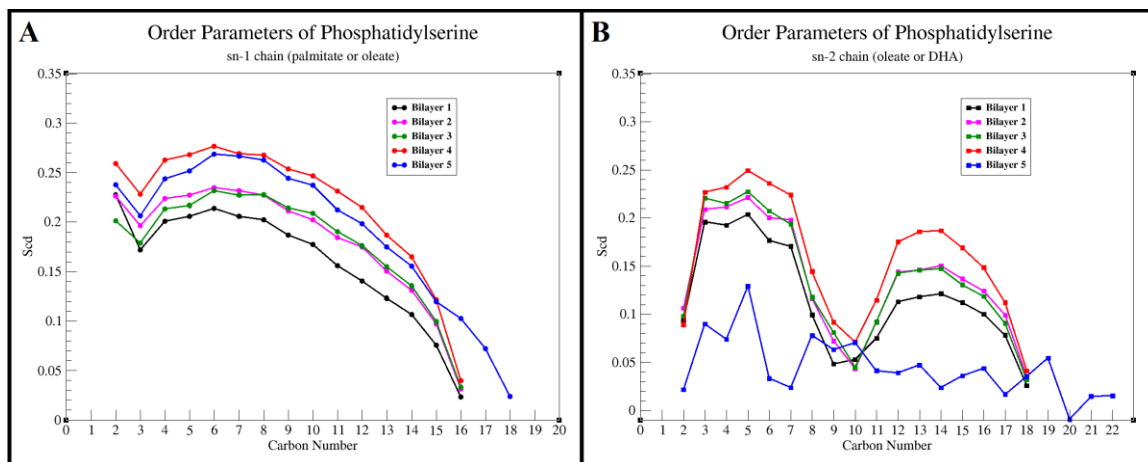 A
Order Parameters of Phosphatidylserine
sn-1 chain (palmitate or oleate)
0.35
0.3
0.25
0.2
0.15
0.1
0.05
0
Scd
Bilayer 1
Bilayer 2
Bilayer 3
Bilayer 4
Bilayer 5
0 1 2 3 4 5 6 7 8 9 10 11 12 13 14 15 16 17 18 19 20
Carbon Number
B
Order Parameters of Phosphatidylserine
sn-2 chain (oleate or DHA)
0.35
0.3
0.25
0.2
0.15
0.1
0.05
0
Scd
Bilayer 1
Bilayer 2
Bilayer 3
Bilayer 4
Bilayer 5
0 1 2 3 4 5 6 7 8 9 10 11 12 13 14 15 16 17 18 19 20 21 22
Carbon Number